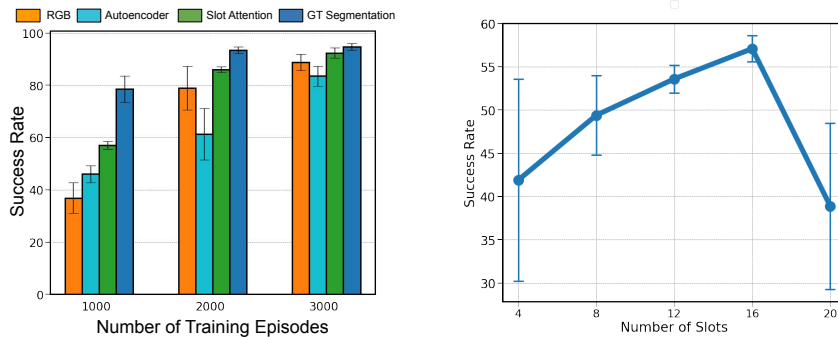 RGB Autoencoder Slot Attention GT Segmentation
100
80
60
40
20
0
Success Rate
1000 2000 3000
Number of Training Episodes
60
55
50
45
40
35
30
Success Rate
4 8 12 16 20
Number of Slots